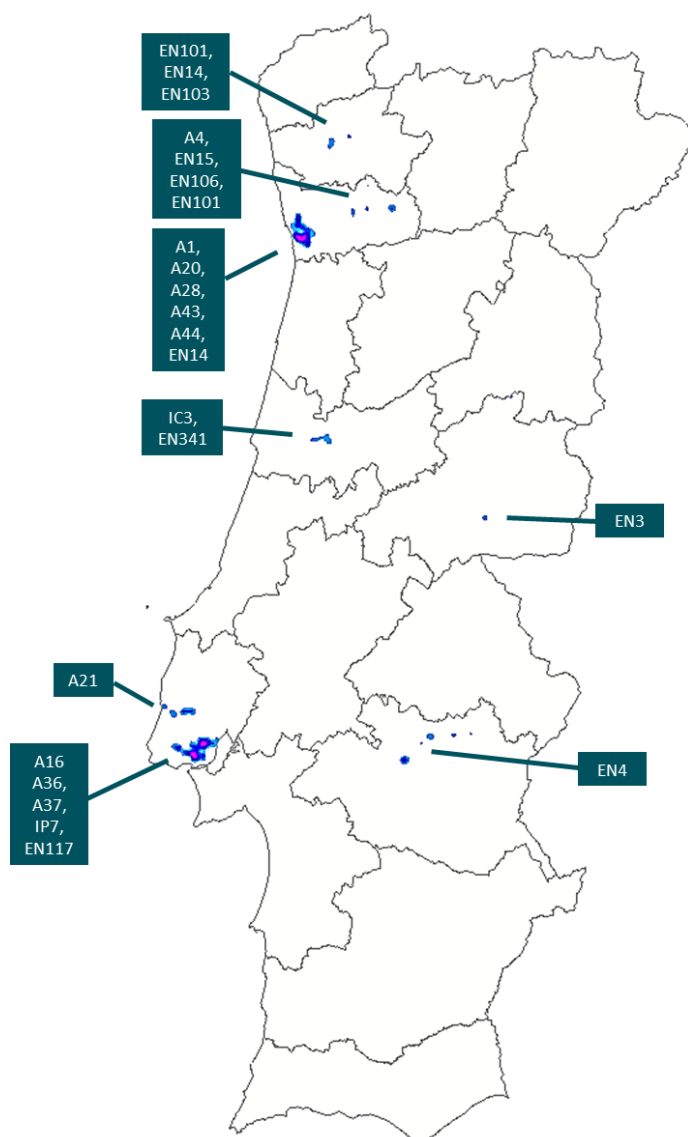 EN101,
EN14,
EN103
A4,
EN15,
EN106,
EN101
A1,
A20,
A28,
A43,
A44,
EN14
IC3,
EN341
EN3
A21
A16
A36,
A37,
IP7,
EN117
EN4